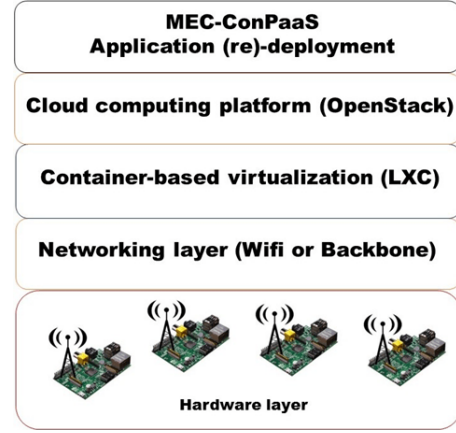 MEC-ConPaaS
Application (re)-deployment
Cloud computing platform (OpenStack)
Container-based virtualization (LXC)
Networking layer (Wifi or Backbone)
Hardware layer